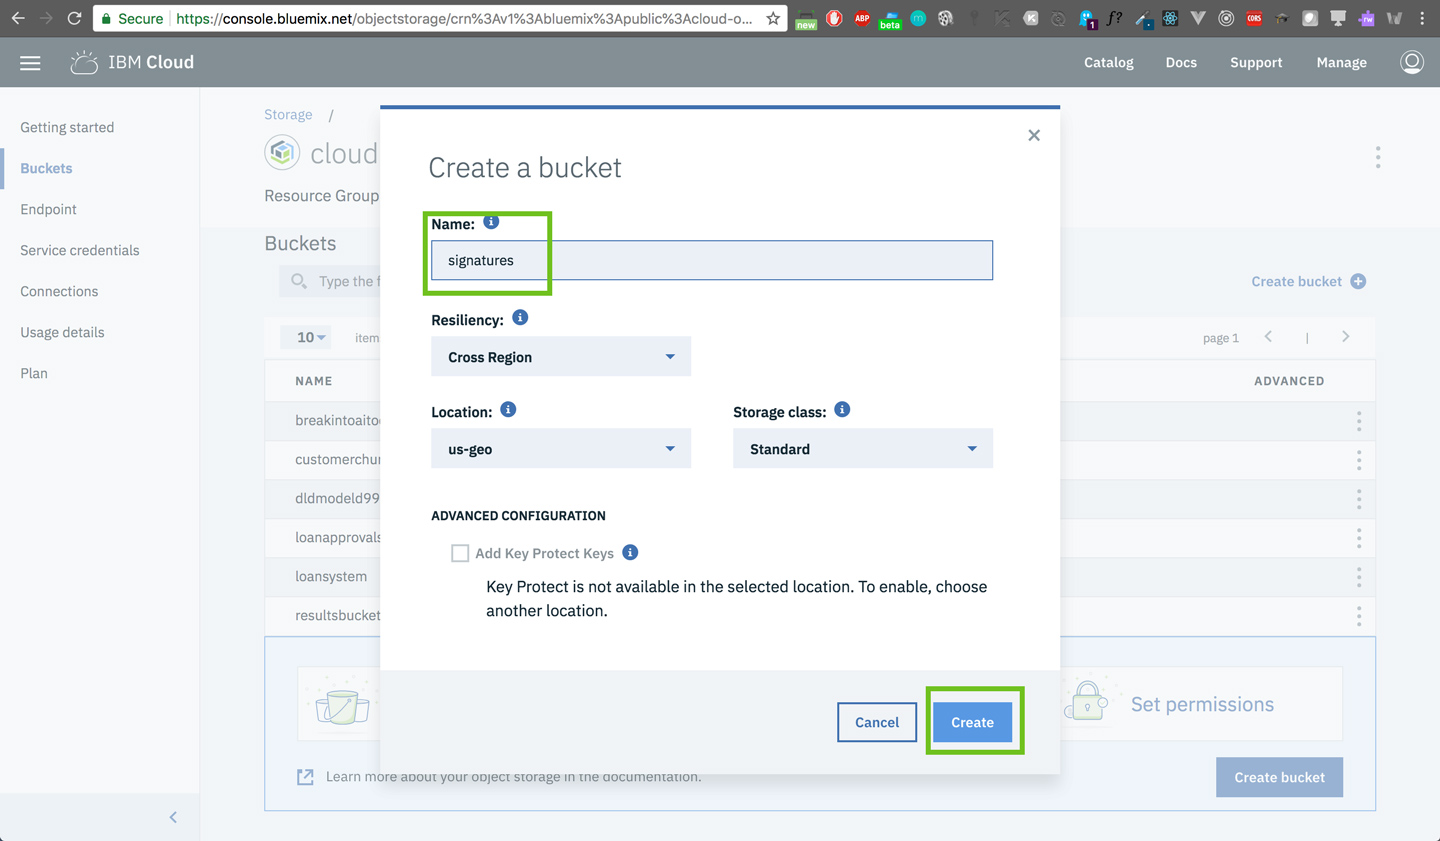 Secure https://console.bluemix.net/objectstorage/crn%3Av1%3Abluemix%3Apublic%3Acloud-o...
new
ABP
beta
m
K
1
f?
CORS
rw
W
IBM Cloud
Catalog Docs Support Manage
Getting started
Buckets
Endpoint
Service credentials
Connections
Usage details
Plan
Storage /
cloud
Resource Group
Buckets
Type the f
Create bucket
10 item
page 1 |
NAME ADVANCED
breakintoaito
customerchur
dldmodeld99
loanapprovals
loansystem
resultsbucket
Set permissions
Learn more about your object storage in the documentation.
Create bucket
Create a bucket
Name:
signatures
Resiliency:
Cross Region
Location:
us-geo
Storage class:
Standard
ADVANCED CONFIGURATION
Add Key Protect Keys
Key Protect is not available in the selected location. To enable, choose
another location.
Cancel Create